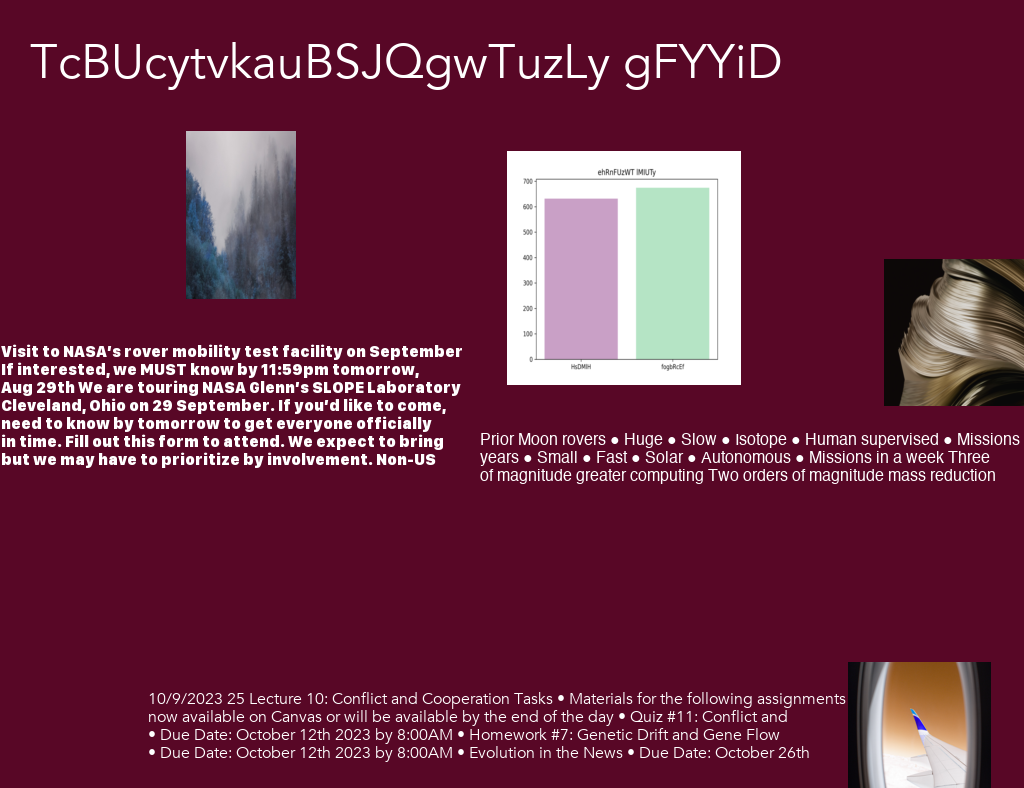 TcBUcytvkauBSJQgwTuzLy gFYYiD
ehRnFUzWT IMIUTy
700
600
500
400
300
200
100
0
HsDMIH
fogbRcEf
Visit to NASA's rover mobility test facility on September
If interested, we MUST know by 11:59pm tomorrow,
Aug 29th We are touring NASA Glenn's SLOPE Laboratory
Cleveland, Ohio on 29 September. If you'd like to come,
need to know by tomorrow to get everyone officially
in time. Fill out this form to attend. We expect to bring
but we may have to prioritize by involvement. Non-US
Prior Moon rovers ● Huge ● Slow ● Isotope ● Human supervised ● Missions
years ● Small ● Fast ● Solar ● Autonomous ● Missions in a week Three
of magnitude greater computing Two orders of magnitude mass reduction
10/9/2023 25 Lecture 10: Conflict and Cooperation Tasks • Materials for the following assignments
now available on Canvas or will be available by the end of the day • Quiz #11: Conflict and
• Due Date: October 12th 2023 by 8:00AM • Homework #7: Genetic Drift and Gene Flow
• Due Date: October 12th 2023 by 8:00AM • Evolution in the News • Due Date: October 26th